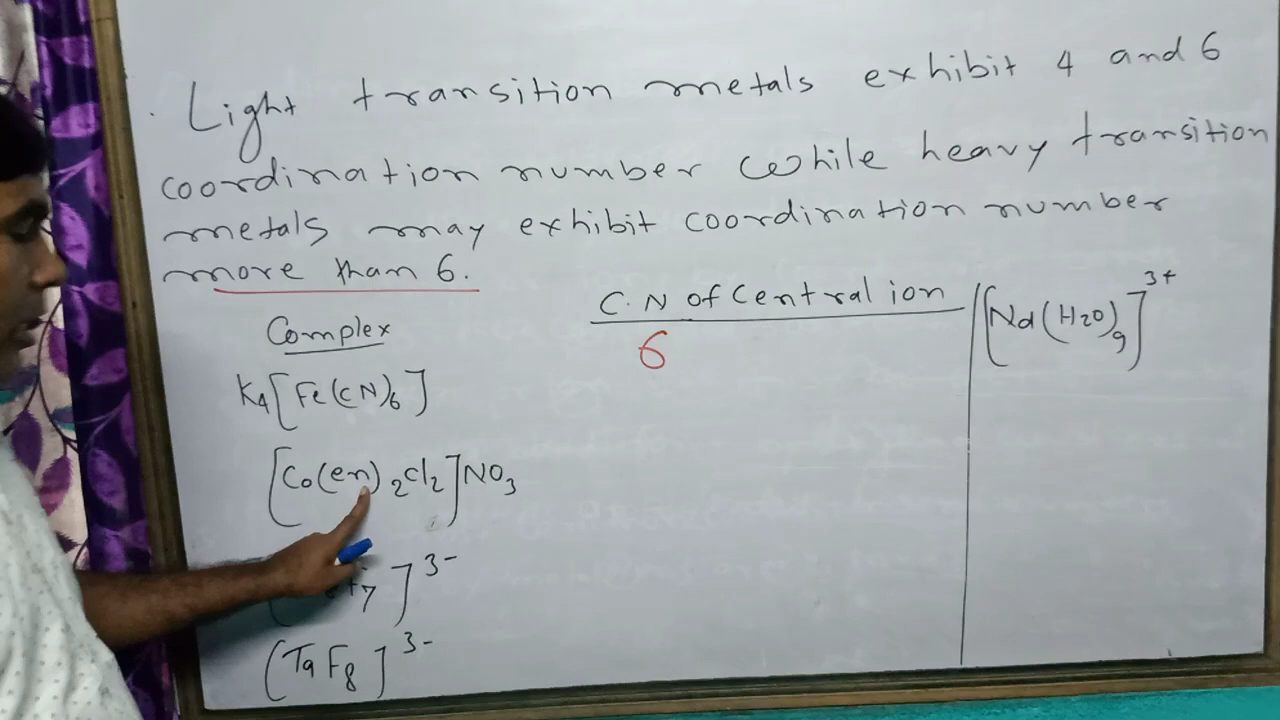 Light transition metals exhibit 4 and 6
coordination number while heavy transition
metals may exhibit coordination number
more than 6.
Complex
C.N of Central ion
K4[Fe(CN)6]
6
[Co(en)2Cl2]NO3
7]3-
[TaF8]3-
[Nd(H2O)9]3+